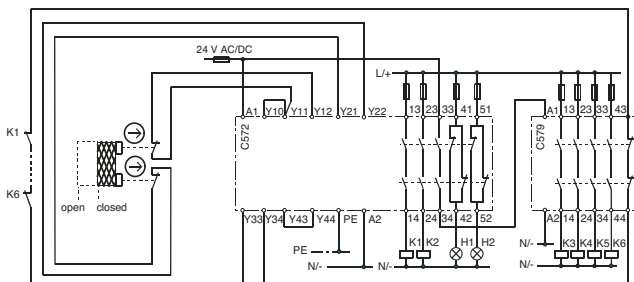 24 V AC/DC
L/+
A1 Y10 Y11 Y12 Y21 Y22 13 23 33 41 51 A1 13 23 33 43
C572 C579
K1
K6
open closed
Y33 Y34 Y43 Y44 PE A2 14 24 34 42 52 A2 14 24 34 44
PE
K1 K2 H1 H2 N/- K3 K4 K5 K6
N/- N/- N/-